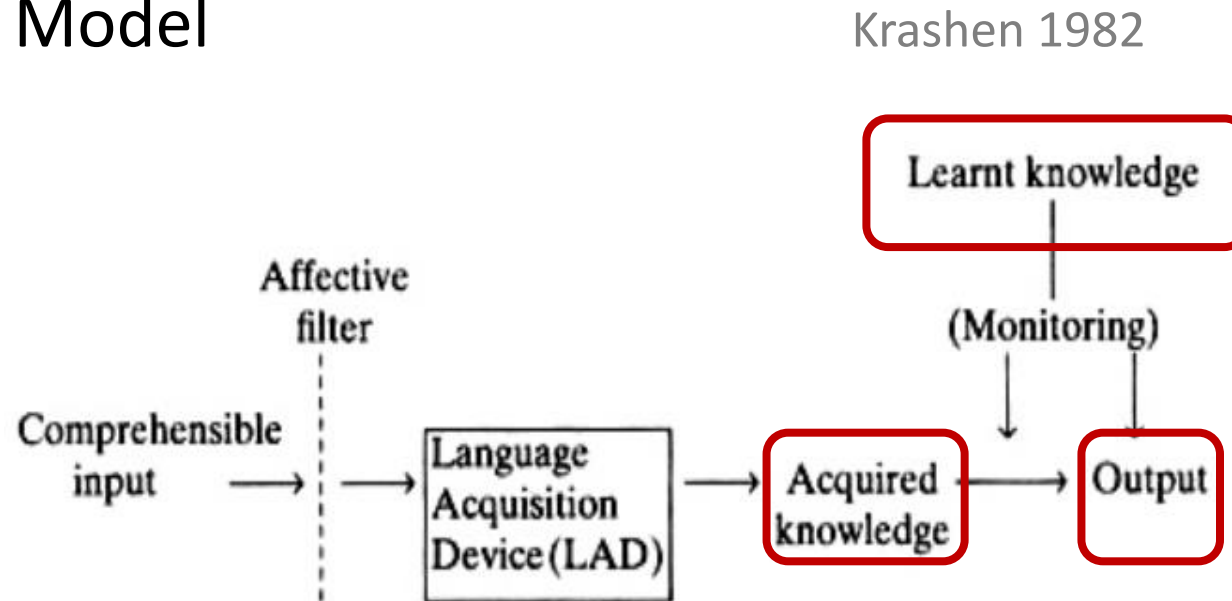 Model
Krashen 1982
Learnt knowledge
Affective
filter
(Monitoring)
Comprehensible
input
Language
Acquisition
Device (LAD)
Acquired
knowledge
Output